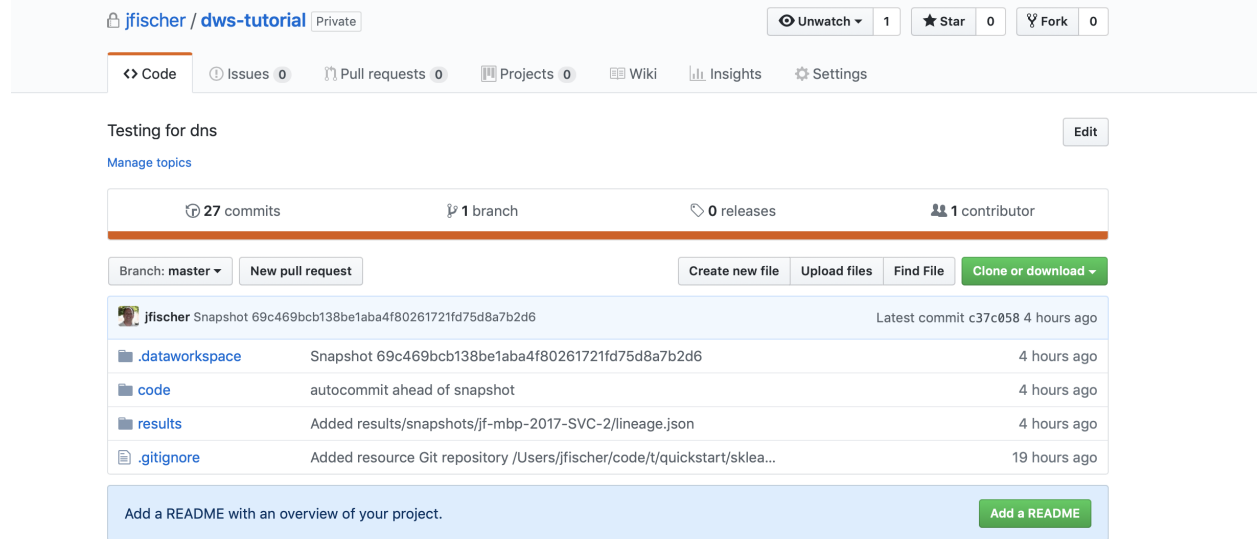 jfischer / dws-tutorial Private Unwatch 1 Star 0 Fork 0
Code Issues 0 Pull requests 0 Projects 0 Wiki Insights Settings
Testing for dns Edit
Manage topics
27 commits 1 branch 0 releases 1 contributor
Branch: master New pull request Create new file Upload files Find File Clone or download
jfischer Snapshot 69c469bcb138be1aba4f80261721fd75d8a7b2d6 Latest commit c37c058 4 hours ago
.dataworkspace Snapshot 69c469bcb138be1aba4f80261721fd75d8a7b2d6 4 hours ago
code autocommit ahead of snapshot 4 hours ago
results Added results/snapshots/jf-mbp-2017-SVC-2/lineage.json 4 hours ago
.gitignore Added resource Git repository /Users/jfischer/code/t/quickstart/sklea... 19 hours ago
Add a README with an overview of your project. Add a README